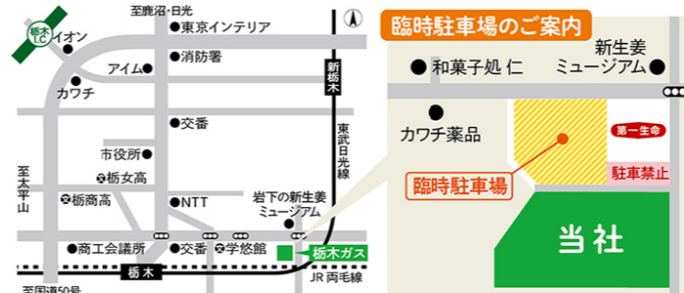 至鹿沼・日光
栃木
I.C
イオン
カワチ
アイム
東京インテリア
消防署
新栃木
交番
東武日光線
市役所
栃女高
至太平山
栃商高
NTT
岩下の新生姜
ミュージアム
商工会議所
交番
学悠館
栃木ガス
栃木
JR両毛線
至国道50号
臨時駐車場のご案内
和菓子処 仁
新生姜
ミュージアム
カワチ薬品
第一生命
臨時駐車場
駐車禁止
当社